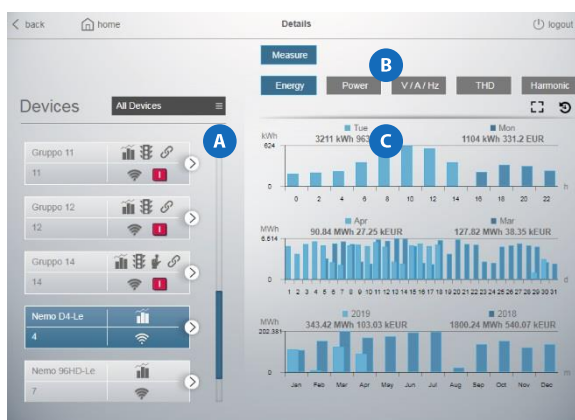 back home Details logout
Measure
B
Energy Power V / A / Hz THD Harmonic
Devices All Devices
A
Gruppo 11
11 I
Gruppo 12
12 I
Gruppo 14
14 I
Nemo D4-Le
4
Nemo 96HD-Le
7
C
kWh Tue Mon
3211 kWh 963 1104 kWh 331.2 EUR
624
0
0 2 4 6 8 10 12 14 16 18 20 22 h
MWh Apr Mar
90.84 MWh 27.25 kEUR 127.82 MWh 38.35 kEUR
6.514
0
1 2 3 4 5 6 7 8 9 10 11 12 13 14 15 16 17 18 19 20 21 22 23 24 25 26 27 28 29 30 31 d
MWh 2019 2018
343.42 MWh 103.03 kEUR 1800.24 MWh 540.07 kEUR
202.381
0
Jan Feb Mar Apr May Jun Jul Aug Sep Oct Nov Dec m